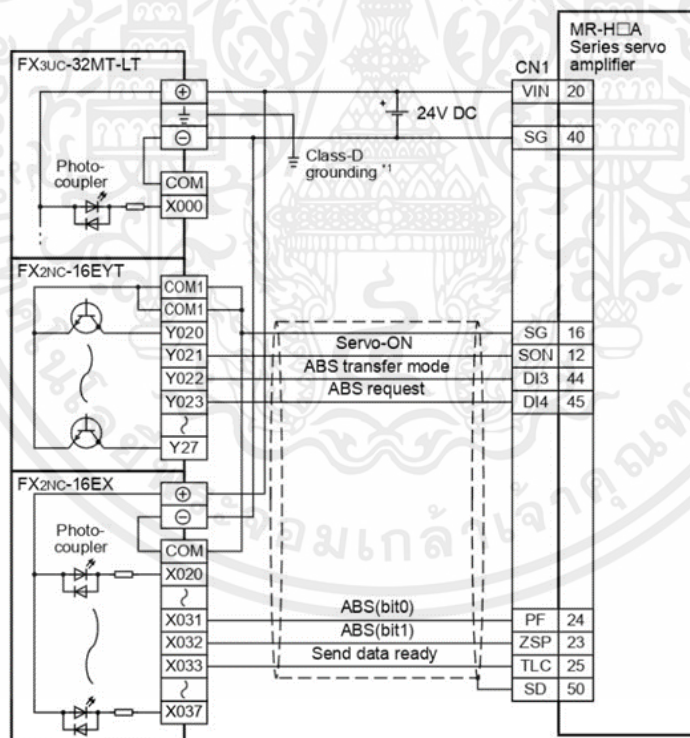 FX3UC-32MT-LT
MR-H□A
Series servo
amplifier
CN1
VIN 20
24V DC
SG 40
Class-D
grounding *1
Photo-
coupler
COM
X000
FX2NC-16EYT
COM1
COM1
Y020
Y021
Y022
Y023
Y27
Servo-ON
ABS transfer mode
ABS request
SG 16
SON 12
DI3 44
DI4 45
FX2NC-16EX
Photo-
coupler
COM
X020
X031
X032
X033
X037
ABS(bit0)
ABS(bit1)
Send data ready
PF 24
ZSP 23
TLC 25
SD 50